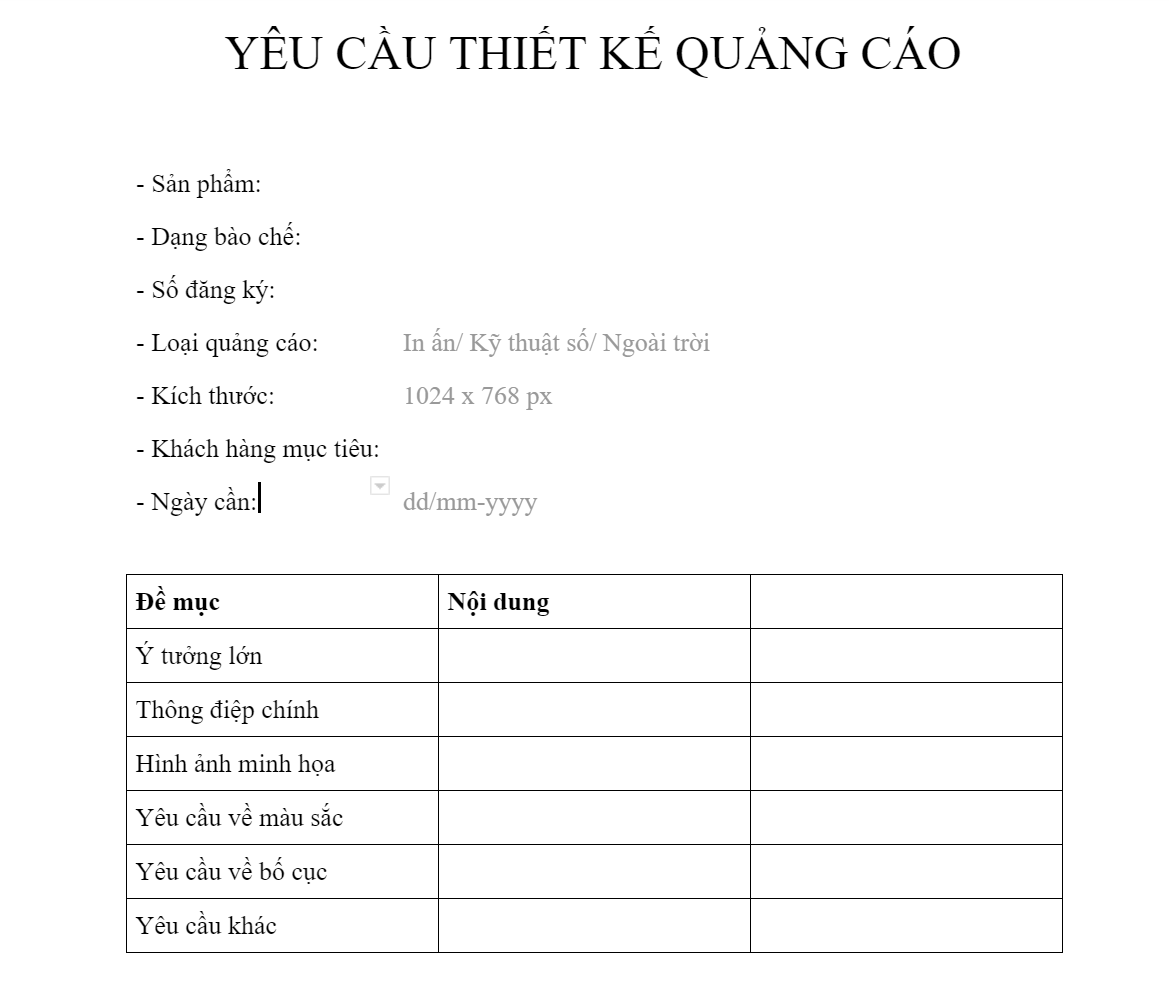 YÊU CẦU THIẾT KẾ QUẢNG CÁO
- Sản phẩm:
- Dạng bào chế:
- Số đăng ký:
- Loại quảng cáo: In ấn/ Kỹ thuật số/ Ngoài trời
- Kích thước: 1024 x 768 px
- Khách hàng mục tiêu:
- Ngày cần: dd/mm-yyyy
Đề mục Nội dung
Ý tưởng lớn
Thông điệp chính
Hình ảnh minh họa
Yêu cầu về màu sắc
Yêu cầu về bố cục
Yêu cầu khác